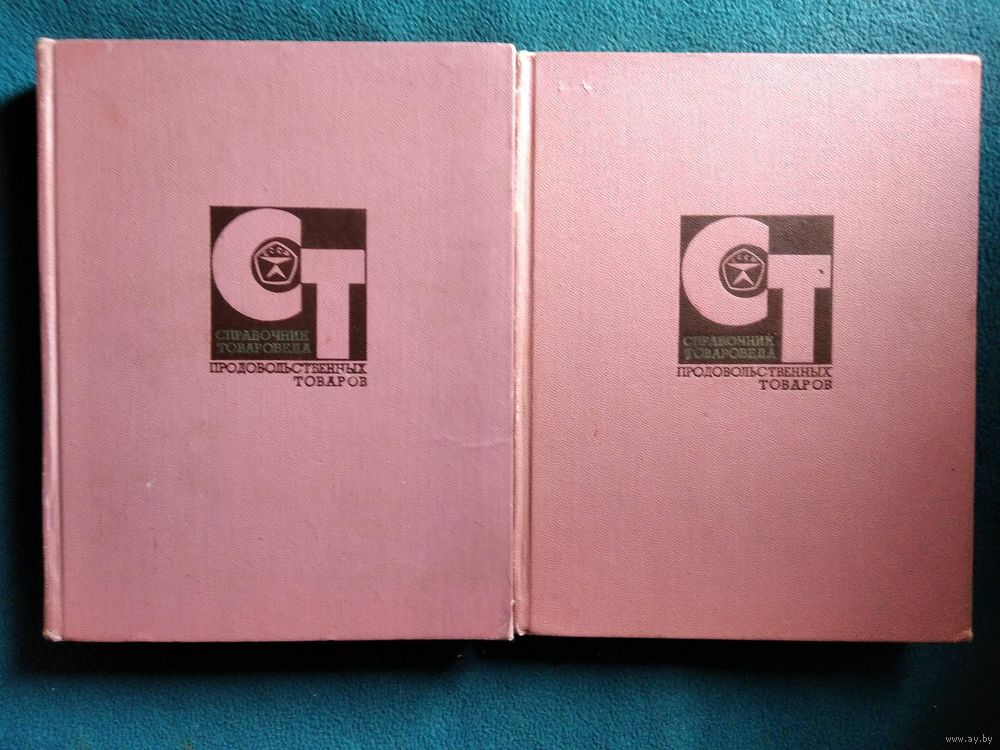 СТ
СССР
СПРАВОЧНИК
ТОВАРОВЕДА
ПРОДОВОЛЬСТВЕННЫХ
ТОВАРОВ
СТ
СССР
СПРАВОЧНИК
ТОВАРОВЕДА
ПРОДОВОЛЬСТВЕННЫХ
ТОВАРОВ
www.ay.by